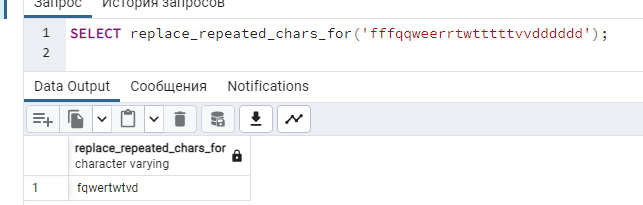 Запрос История запросов
1 SELECT replace_repeated_chars_for('fffqqweerrtwtttttvvdddddd');
2
Data Output Сообщения Notifications
replace_repeated_chars_for
character varying
1 fqwertwtvd